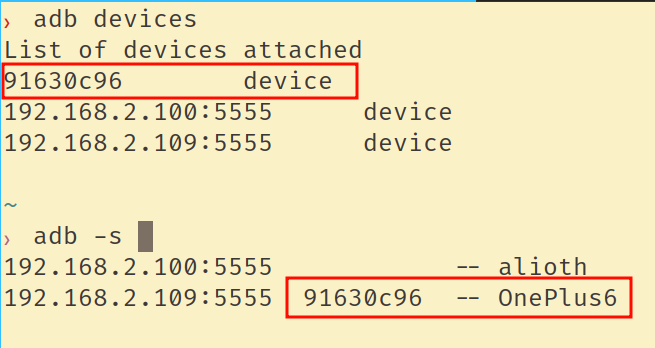 ❯ adb devices
List of devices attached
91630c96        device
192.168.2.100:5555      device
192.168.2.109:5555      device
~
❯ adb -s
192.168.2.100:5555            -- alioth
192.168.2.109:5555  91630c96  -- OnePlus6